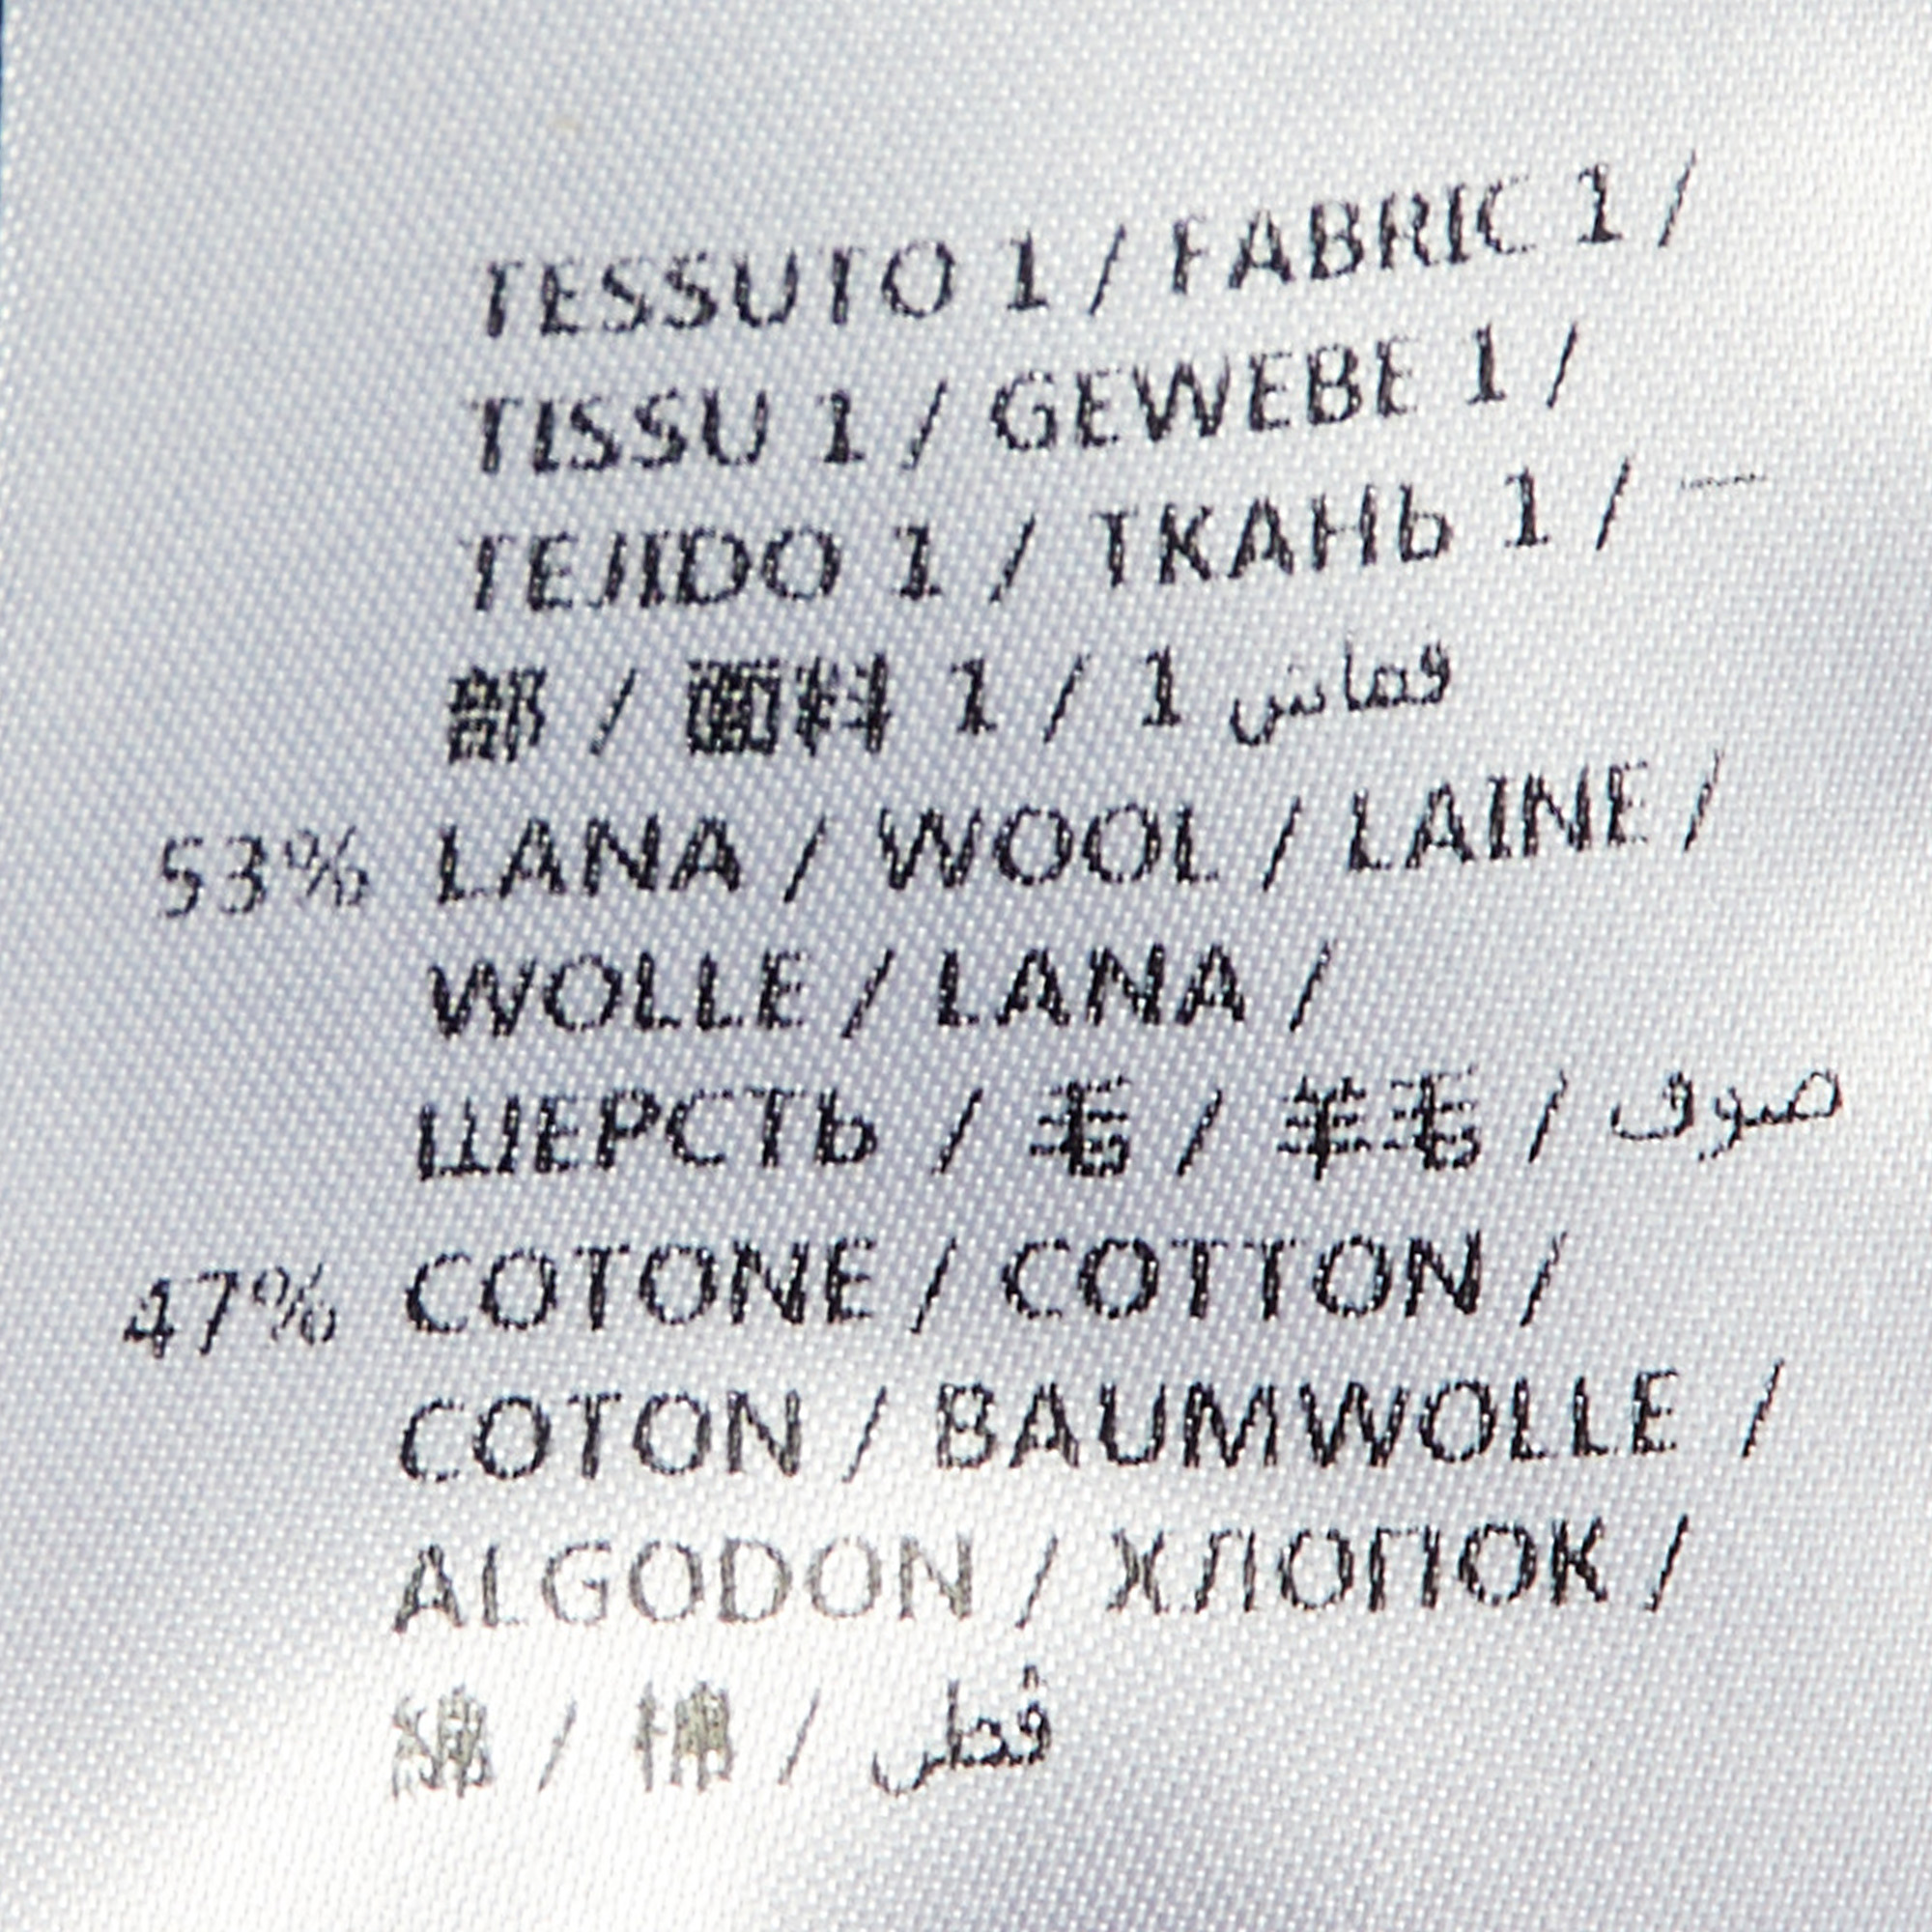 TESSUTO 1 / FABRIC 1 /
TISSU 1 / GEWEBE 1 /
TEJIDO 1 / ТКАНЬ 1 / 一
部 / 面料 1 / 1 قماش
53% LANA / WOOL / LAINE /
WOLLE / LANA /
ШЕРСТЬ / 毛 / 羊毛 / صوف
47% COTONE / COTTON /
COTON / BAUMWOLLE /
ALGODON / ХЛОПОК /
綿 / 棉 / قطن